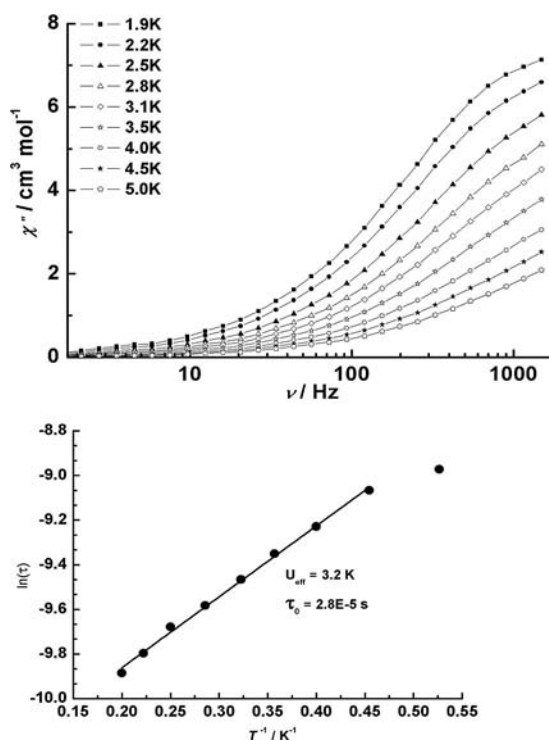 8
6
4
2
0
χ″ / cm³ mol⁻¹
1.9K
2.2K
2.5K
2.8K
3.1K
3.5K
4.0K
4.5K
5.0K
10 100 1000
ν / Hz
-8.8
-9.0
-9.2
-9.4
-9.6
-9.8
-10.0
ln(τ)
U_eff = 3.2 K
τ₀ = 2.8E-5 s
0.15 0.20 0.25 0.30 0.35 0.40 0.45 0.50 0.55
T⁻¹ / K⁻¹